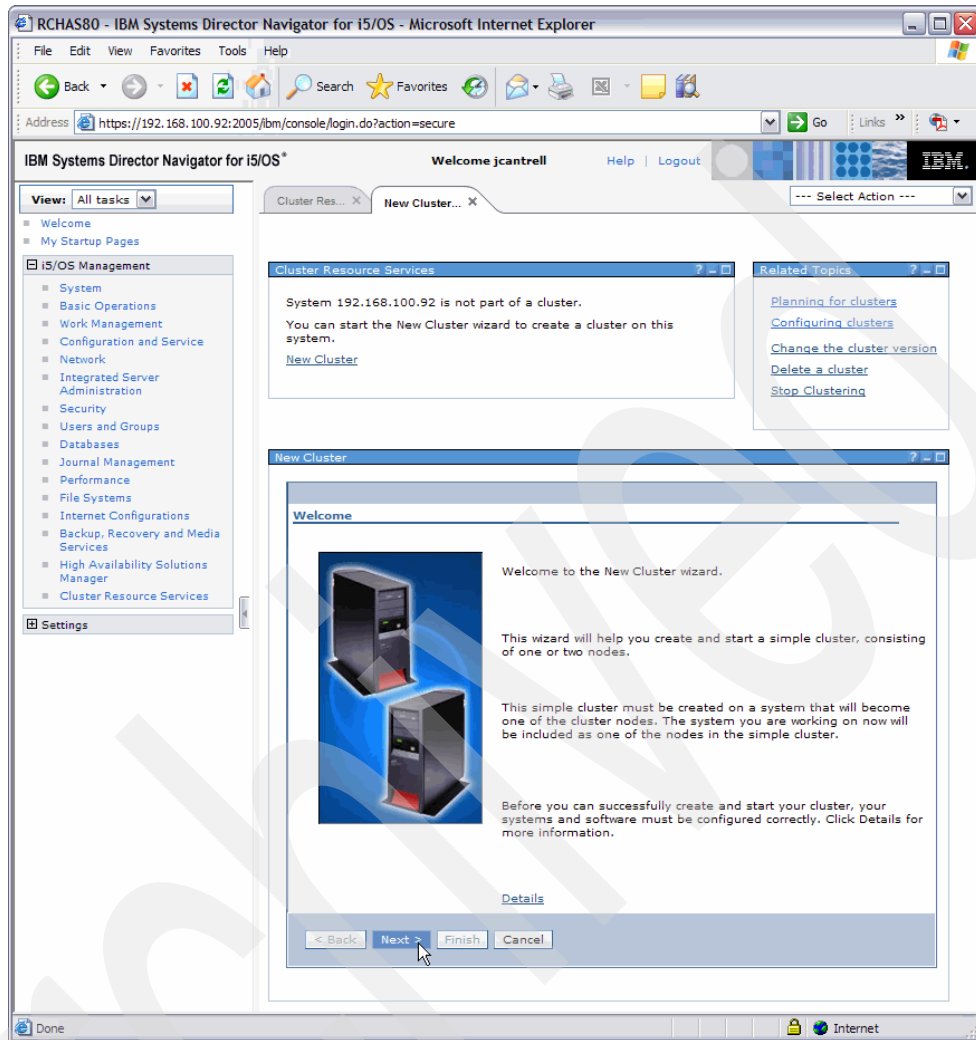 RCHAS80 - IBM Systems Director Navigator for i5/OS - Microsoft Internet Explorer
File Edit View Favorites Tools Help
Back Search Favorites
Address https://192.168.100.92:2005/ibm/console/login.do?action=secure Go Links »
IBM Systems Director Navigator for i5/OS® Welcome jcantrell Help | Logout IBM.
View: All tasks
Cluster Res... X New Cluster... X --- Select Action ---
Welcome
My Startup Pages
i5/OS Management
System
Basic Operations
Work Management
Configuration and Service
Network
Integrated Server
Administration
Security
Users and Groups
Databases
Journal Management
Performance
File Systems
Internet Configurations
Backup, Recovery and Media
Services
High Availability Solutions
Manager
Cluster Resource Services
Settings
Cluster Resource Services
System 192.168.100.92 is not part of a cluster.
You can start the New Cluster wizard to create a cluster on this
system.
New Cluster
Related Topics
Planning for clusters
Configuring clusters
Change the cluster version
Delete a cluster
Stop Clustering
New Cluster
Welcome
Welcome to the New Cluster wizard.
This wizard will help you create and start a simple cluster, consisting
of one or two nodes.
This simple cluster must be created on a system that will become
one of the cluster nodes. The system you are working on now will
be included as one of the nodes in the simple cluster.
Before you can successfully create and start your cluster, your
systems and software must be configured correctly. Click Details for
more information.
Details
< Back Next > Finish Cancel
Done Internet